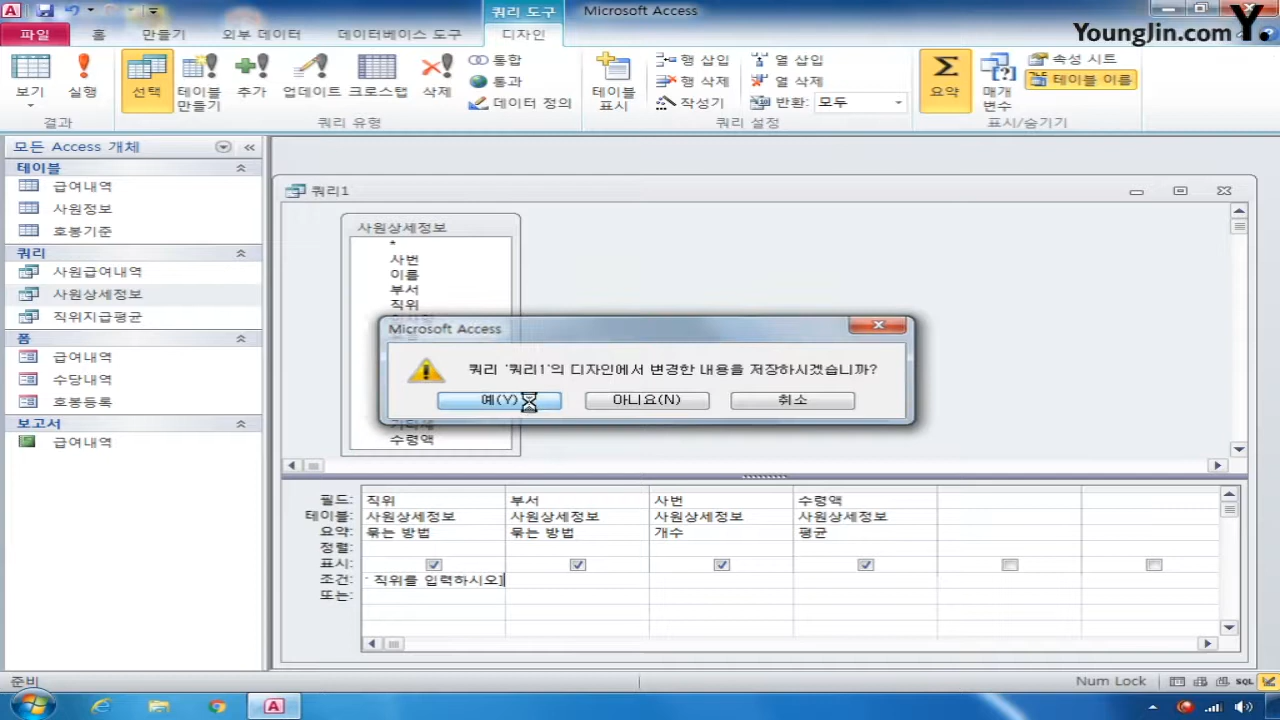 쿼리 도구
Microsoft Access
YoungJin.com Y.
파일
홈
만들기
외부 데이터
데이터베이스 도구
디자인
보기
실행
선택
테이블
만들기
추가
업데이트
크로스탭
삭제
통합
통과
데이터 정의
테이블
표시
행 삽입
행 삭제
작성기
열 삽입
열 삭제
반환: 모두
요약
매개
변수
속성 시트
테이블 이름
결과
쿼리 유형
쿼리 설정
표시/숨기기
모든 Access 개체
테이블
급여내역
사원정보
호봉기준
쿼리
사원급여내역
사원상세정보
직위지급평균
폼
급여내역
수당내역
호봉등록
보고서
급여내역
쿼리1
사원상세정보
*
사번
이름
부서
직위
수령액
Microsoft Access
쿼리 '쿼리1'의 디자인에서 변경한 내용을 저장하시겠습니까?
예(Y)
아니요(N)
취소
필드: 직위 부서 사번 수령액
테이블: 사원상세정보 사원상세정보 사원상세정보 사원상세정보
요약: 묶는 방법 묶는 방법 개수 평균
정렬:
표시:
조건: 직위를 입력하시오]
또는:
준비
Num Lock
SQL